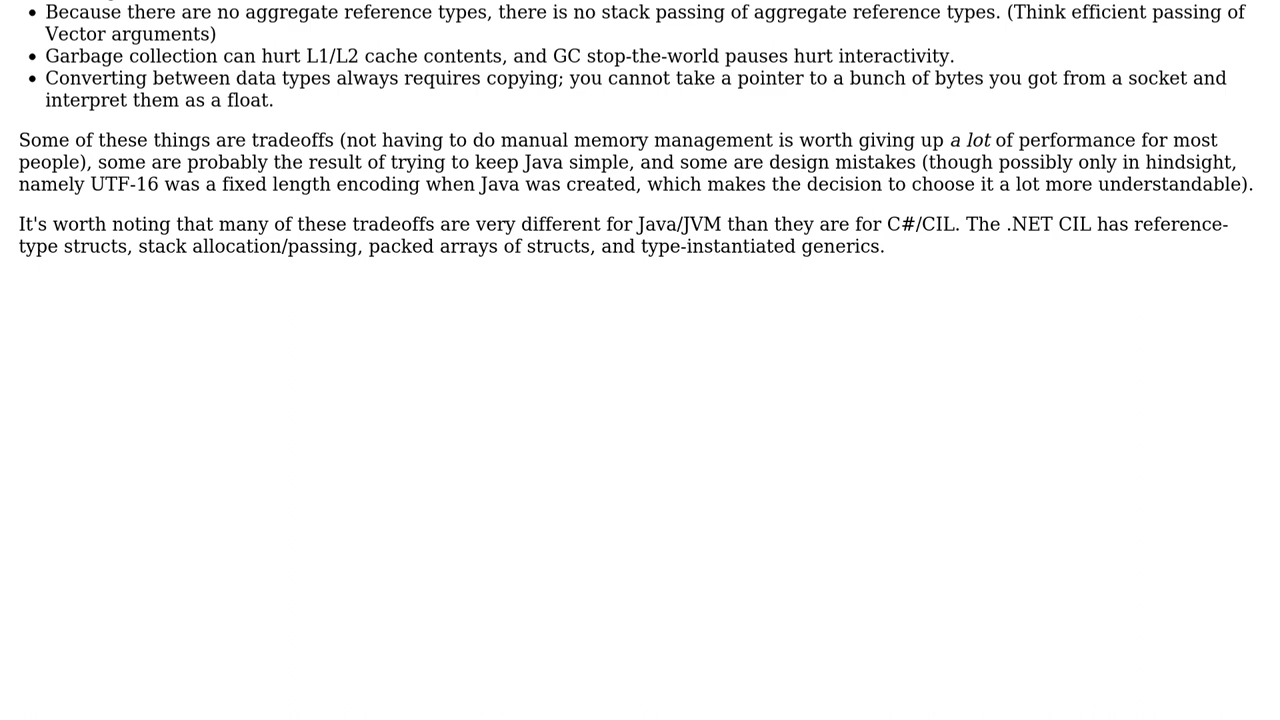 • Because there are no aggregate reference types, there is no stack passing of aggregate reference types. (Think efficient passing of
Vector arguments)
• Garbage collection can hurt L1/L2 cache contents, and GC stop-the-world pauses hurt interactivity.
• Converting between data types always requires copying; you cannot take a pointer to a bunch of bytes you got from a socket and
interpret them as a float.
Some of these things are tradeoffs (not having to do manual memory management is worth giving up a lot of performance for most
people), some are probably the result of trying to keep Java simple, and some are design mistakes (though possibly only in hindsight,
namely UTF-16 was a fixed length encoding when Java was created, which makes the decision to choose it a lot more understandable).
It's worth noting that many of these tradeoffs are very different for Java/JVM than they are for C#/CIL. The .NET CIL has reference-
type structs, stack allocation/passing, packed arrays of structs, and type-instantiated generics.